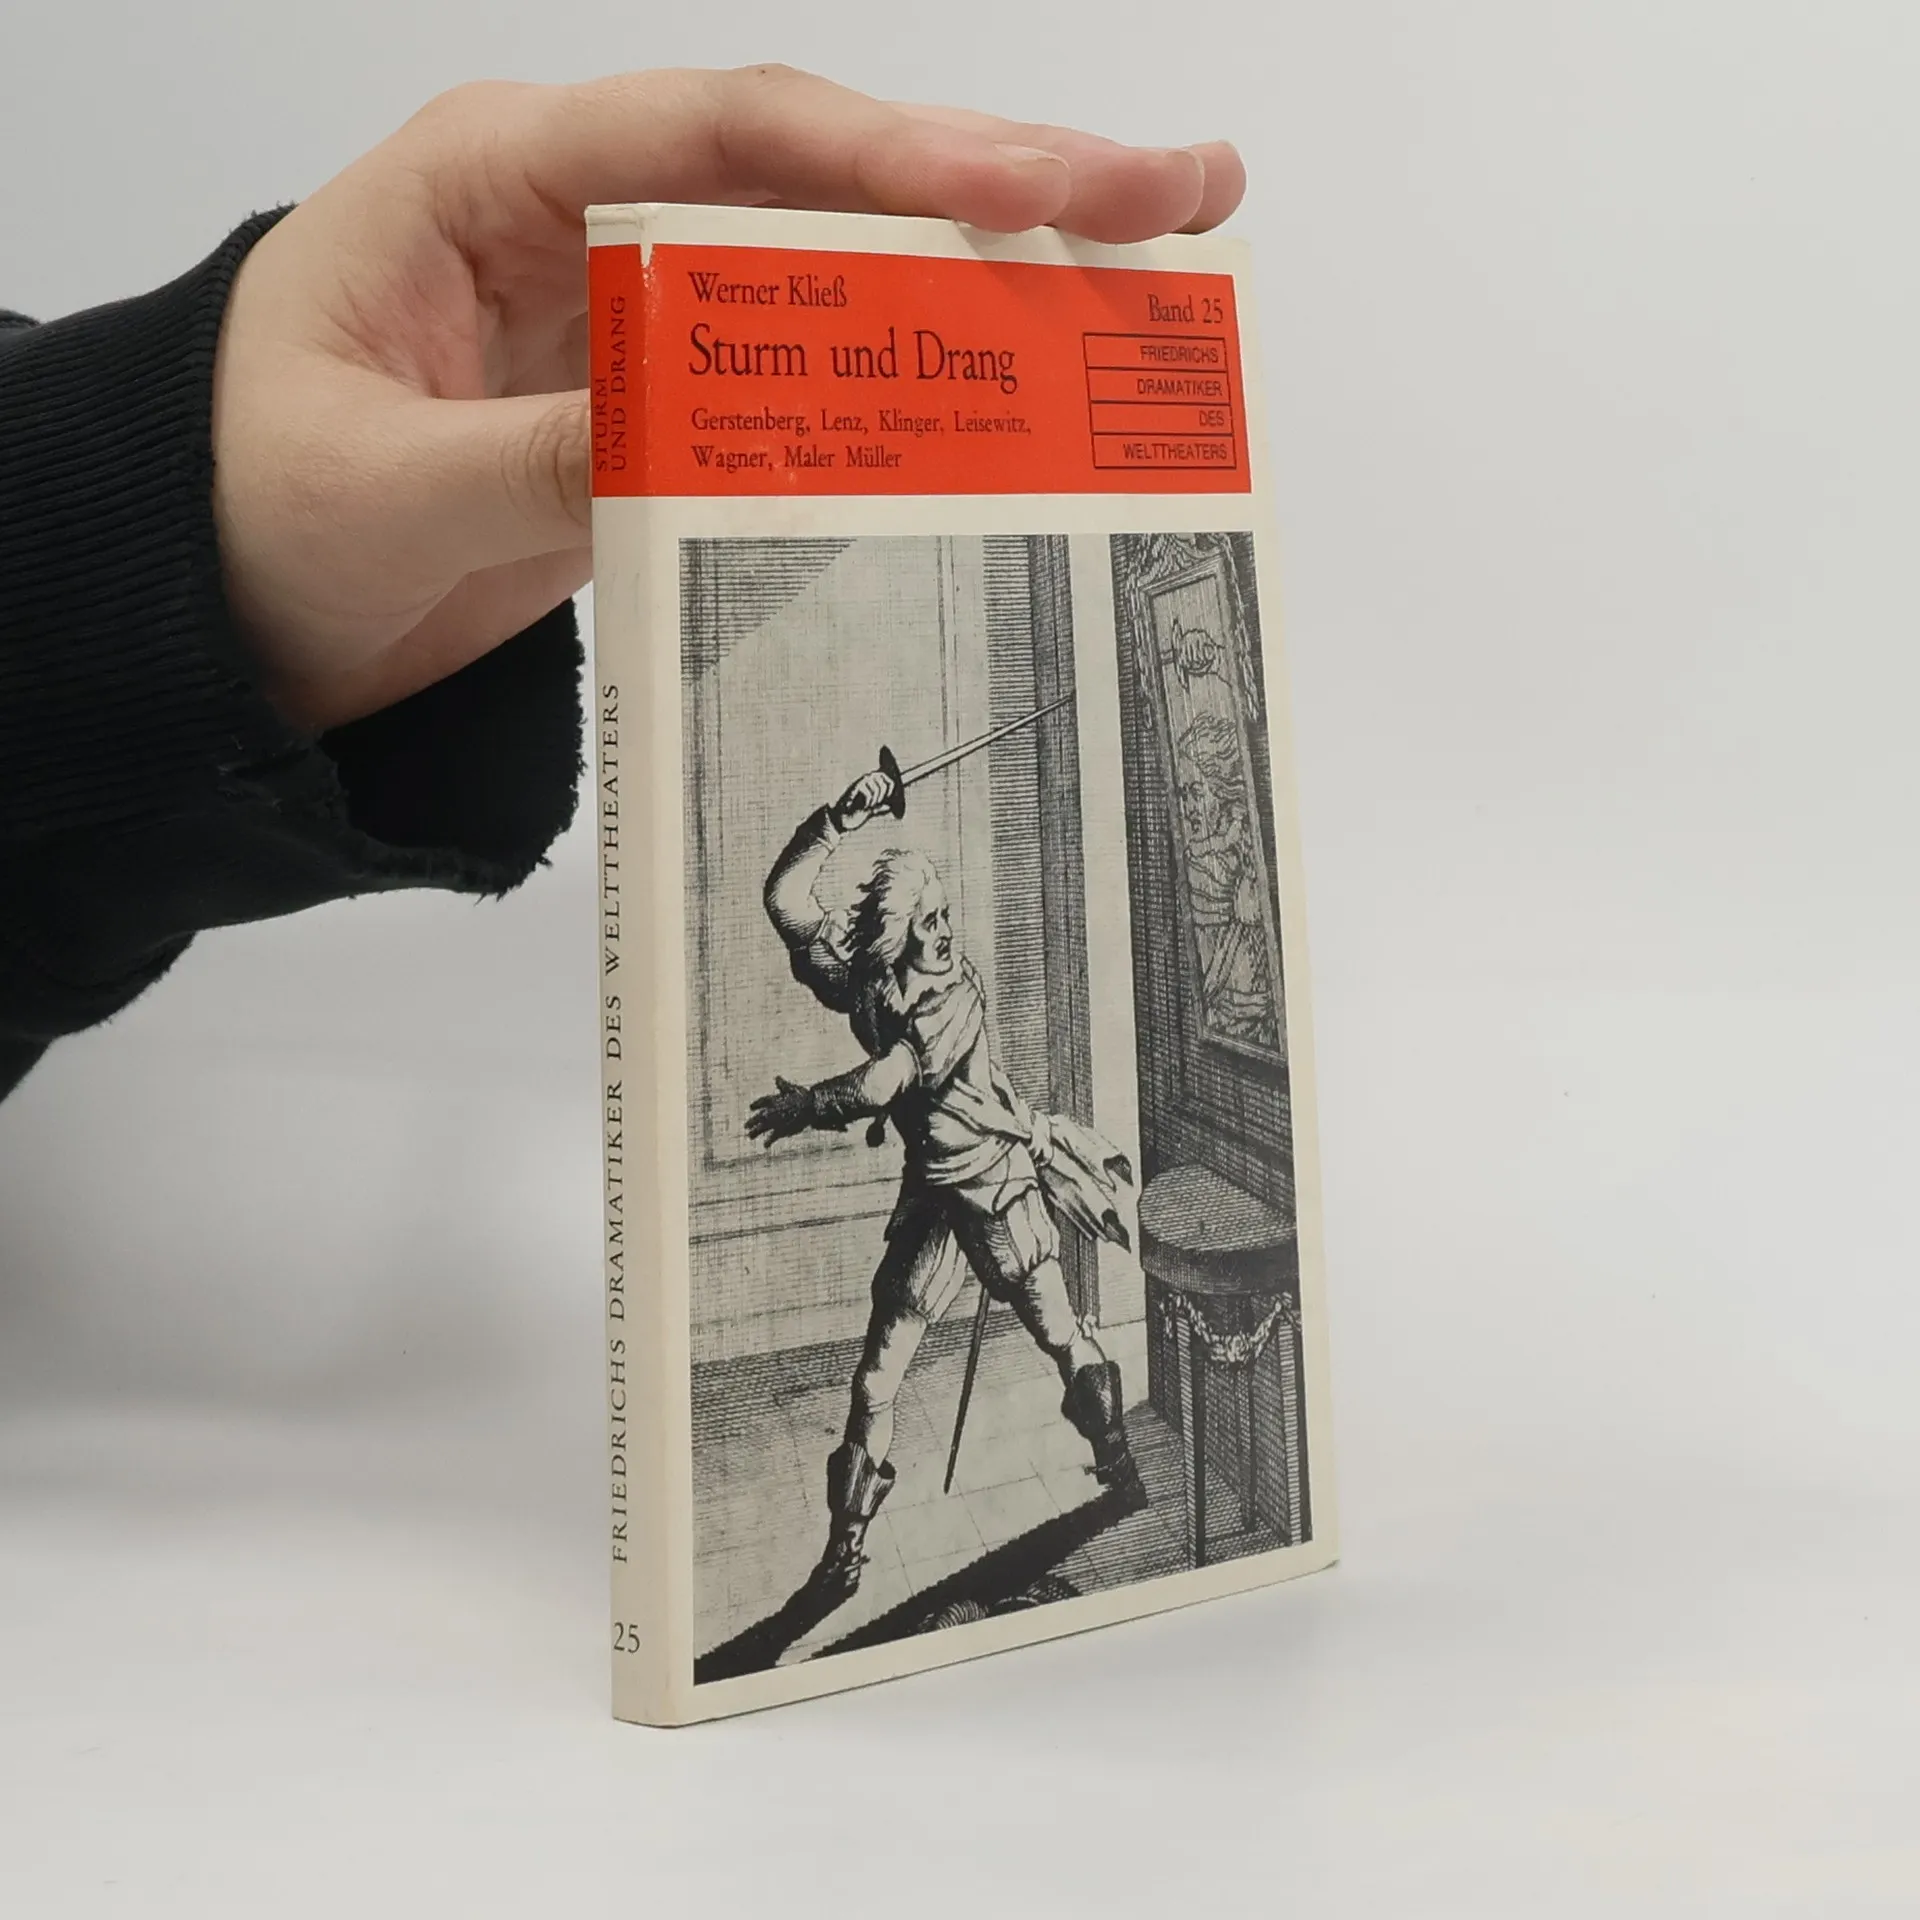 Werner Kließ
Sturm und Drang
Gerstenberg, Lenz, Klinger, Leisewitz,
Wagner, Maler Müller
Band 25
FRIEDRICHS
DRAMATIKER
DES
WELTTHEATERS
STURM
UND DRANG
FRIEDRICHS DRAMATIKER DES WELTTHEATERS
25